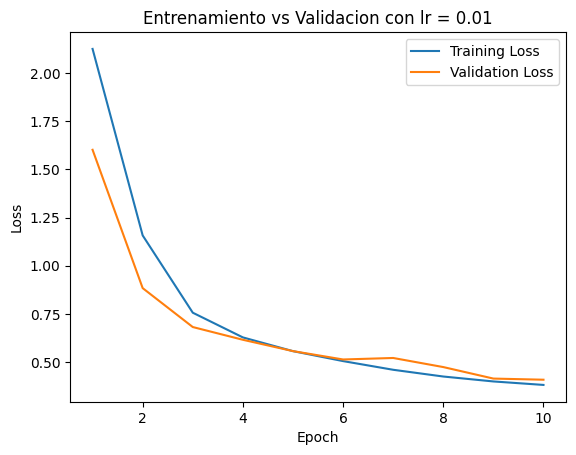 Entrenamiento vs Validacion con lr = 0.01
Training Loss
Validation Loss
2.00
1.75
1.50
1.25
1.00
0.75
0.50
Loss
2
4
6
8
10
Epoch